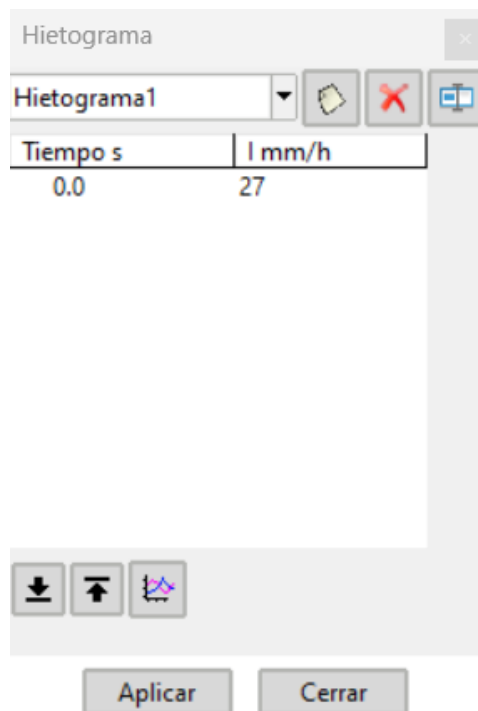 Hietograma
Hietograma1
Tiempo s I mm/h
0.0 27
Aplicar Cerrar